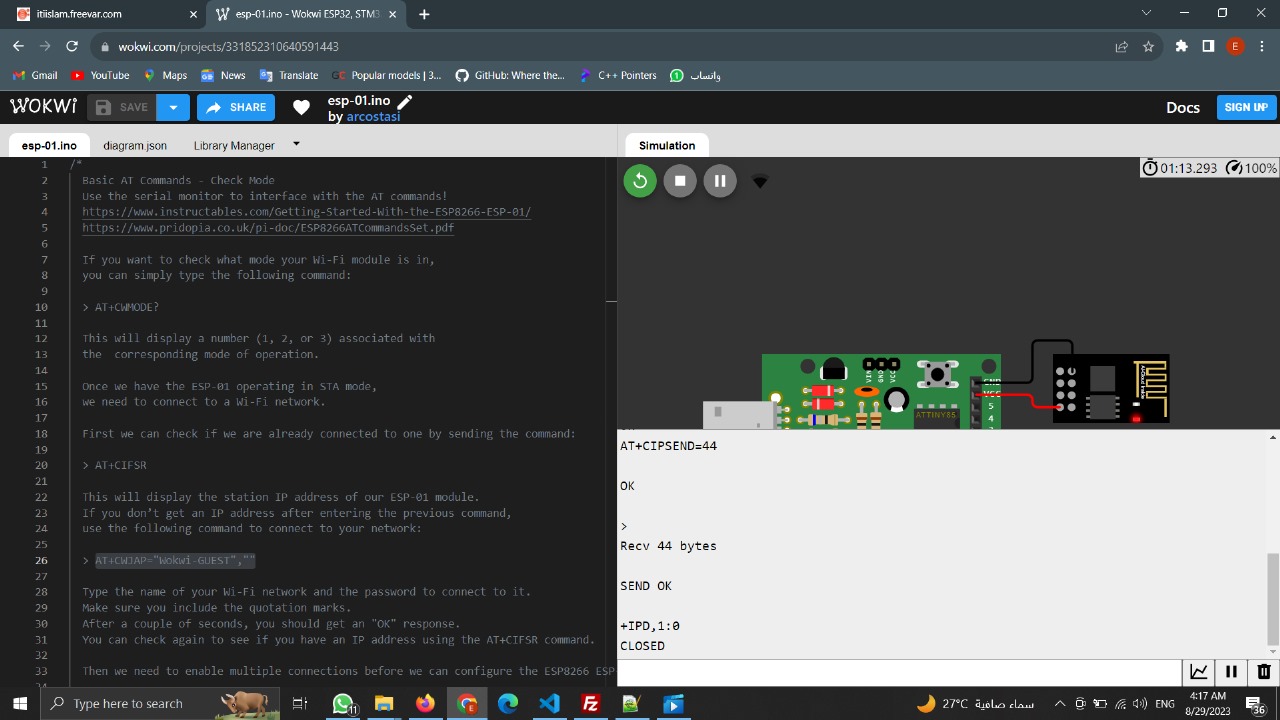 itiislam.freevar.com
esp-01.ino - Wokwi ESP32, STM3
wokwi.com/projects/331852310640591443
E
Gmail
YouTube
Maps
News
Translate
GC Popular models | 3...
GitHub: Where the...
C++ Pointers
واتساب
WOKWi
SAVE
SHARE
esp-01.ino
by arcostasi
Docs
SIGN UP
esp-01.ino
diagram.json
Library Manager
1 /*
2 Basic AT Commands - Check Mode
3 Use the serial monitor to interface with the AT commands!
4 https://www.instructables.com/Getting-Started-With-the-ESP8266-ESP-01/
5 https://www.pridopia.co.uk/pi-doc/ESP8266ATCommandsSet.pdf
6
7 If you want to check what mode your Wi-Fi module is in,
8 you can simply type the following command:
9
10 > AT+CWMODE?
11
12 This will display a number (1, 2, or 3) associated with
13 the  corresponding mode of operation.
14
15 Once we have the ESP-01 operating in STA mode,
16 we need to connect to a Wi-Fi network.
17
18 First we can check if we are already connected to one by sending the command:
19
20 > AT+CIFSR
21
22 This will display the station IP address of our ESP-01 module.
23 If you don’t get an IP address after entering the previous command,
24 use the following command to connect to your network:
25
26 > AT+CWJAP="Wokwi-GUEST",""
27
28 Type the name of your Wi-Fi network and the password to connect to it.
29 Make sure you include the quotation marks.
30 After a couple of seconds, you should get an "OK" response.
31 You can check again to see if you have an IP address using the AT+CIFSR command.
32
33 Then we need to enable multiple connections before we can configure the ESP8266 ESP
Simulation
01:13.293
100%
VIN
GND
VCC
GND
VCC
5
4
ATTINY85
AT+CIPSEND=44
OK
>
Recv 44 bytes
SEND OK
+IPD,1:0
CLOSED
Type here to search
1
27°C سماء صافية
ENG
4:17 AM
8/29/2023
36